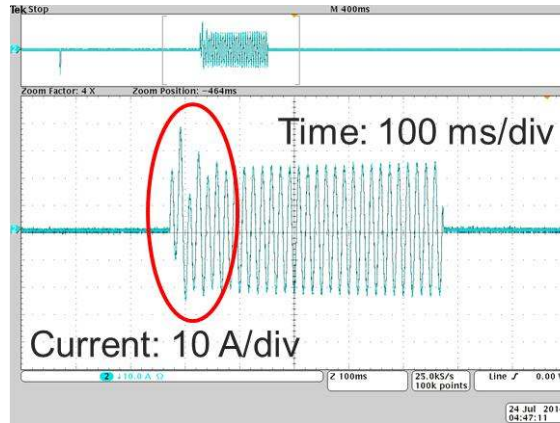 Tek Stop
M 400ms
Zoom Factor: 4 X
Zoom Position: -464ms
Time: 100 ms/div
Current: 10 A/div
2
10.0 A Ω
Z 100ms
25.0kS/s
100k points
Line
0.00 V
24 Jul 201
04:47:11